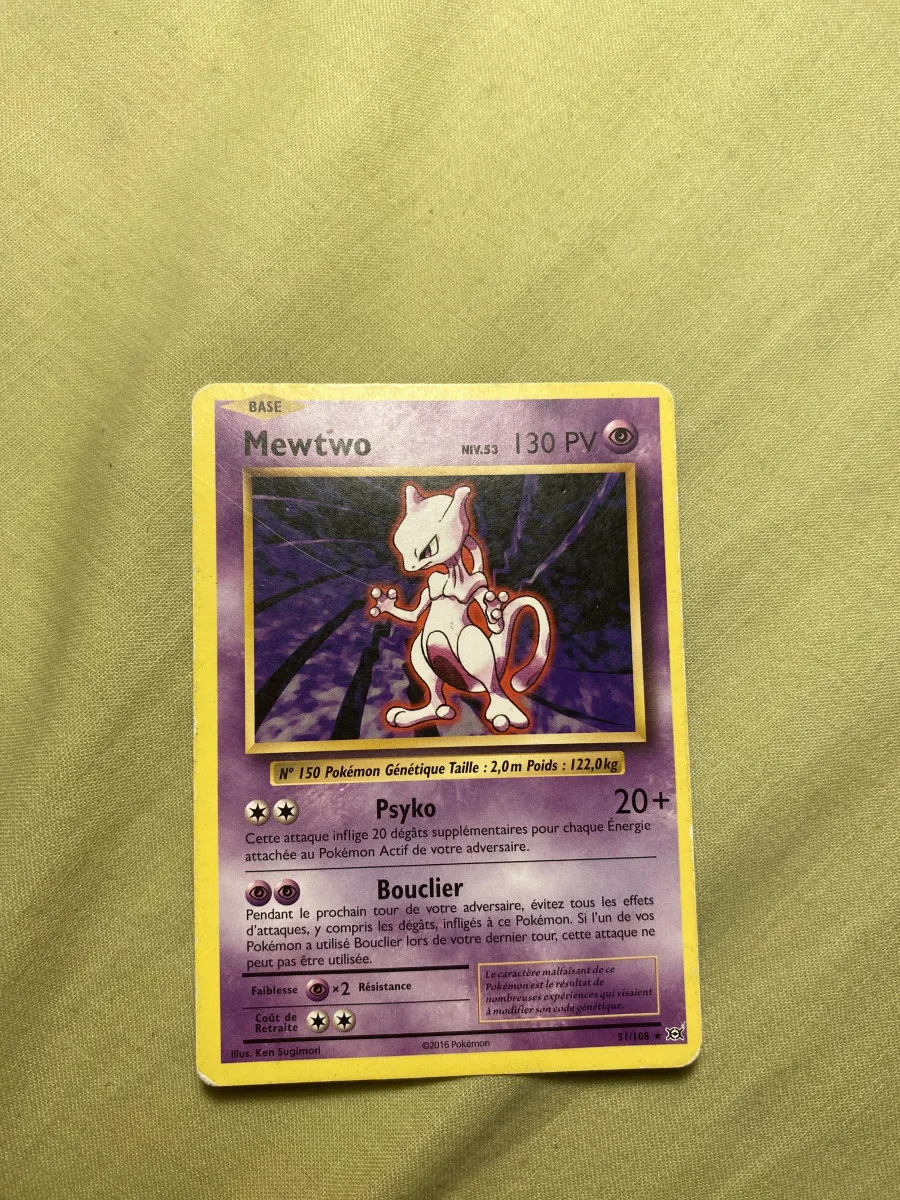 BASE
Mewtwo NIV.53 130 PV
N° 150 Pokémon Génétique Taille : 2,0 m Poids : 122,0 kg
Psyko 20+
Cette attaque inflige 20 dégâts supplémentaires pour chaque Énergie
attachée au Pokémon Actif de votre adversaire.
Bouclier
Pendant le prochain tour de votre adversaire, évitez tous les effets
d'attaques, y compris les dégâts, infligés à ce Pokémon. Si l'un de vos
Pokémon a utilisé Bouclier lors de votre dernier tour, cette attaque ne
peut pas être utilisée.
Faiblesse ×2 Résistance
Le caractère malfaisant de ce
Pokémon est le résultat de
nombreuses expériences qui visaient
à modifier son code génétique.
Coût de
Retraite
51/108 ★
Illus. Ken Sugimori
©2016 Pokémon